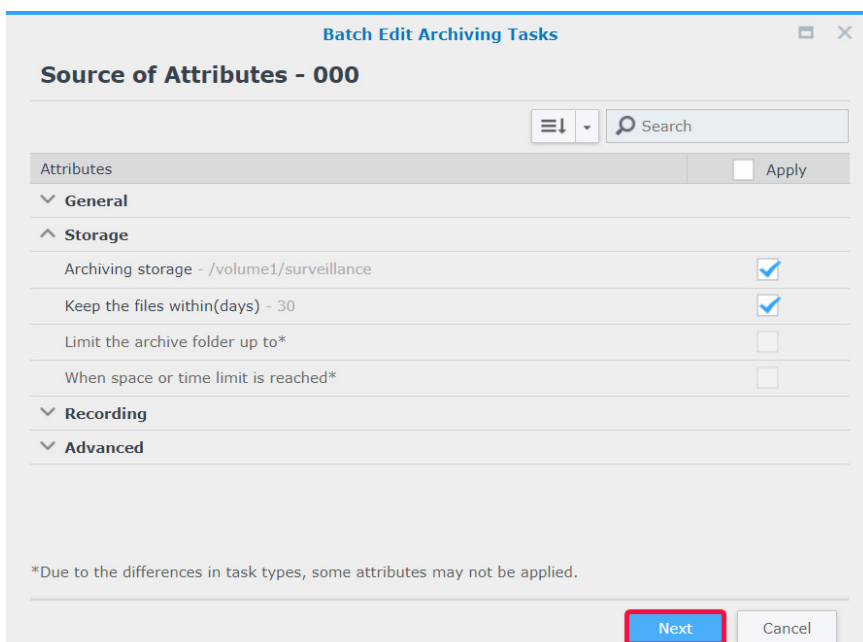 Batch Edit Archiving Tasks
Source of Attributes - 000
Search
Attributes Apply
General
Storage
Archiving storage - /volume1/surveillance
Keep the files within(days) - 30
Limit the archive folder up to*
When space or time limit is reached*
Recording
Advanced
*Due to the differences in task types, some attributes may not be applied.
Next Cancel